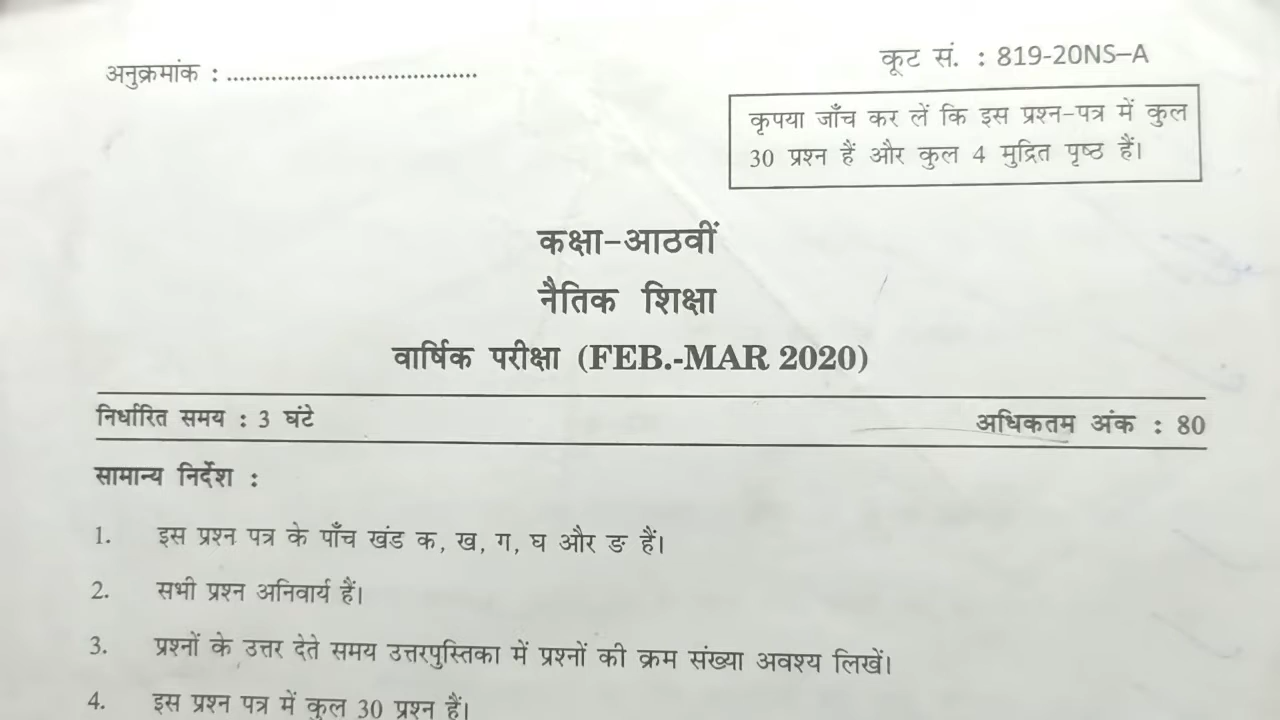 अनुक्रमांक : .......................................
कूट सं. : 819-20NS–A
कृपया जाँच कर लें कि इस प्रश्न-पत्र में कुल
30 प्रश्न हैं और कुल 4 मुद्रित पृष्ठ हैं।
कक्षा-आठवीं
नैतिक शिक्षा
वार्षिक परीक्षा (FEB.-MAR 2020)
निर्धारित समय : 3 घंटे
अधिकतम अंक : 80
सामान्य निर्देश :
1. इस प्रश्न पत्र के पाँच खंड क, ख, ग, घ और ङ हैं।
2. सभी प्रश्न अनिवार्य हैं।
3. प्रश्नों के उत्तर देते समय उत्तरपुस्तिका में प्रश्नों की क्रम संख्या अवश्य लिखें।
4. इस प्रश्न पत्र में कुल 30 प्रश्न हैं।